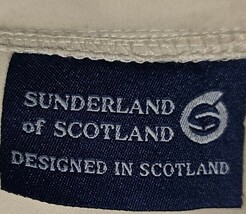 SUNDERLAND
of SCOTLAND
DESIGNED IN SCOTLAND